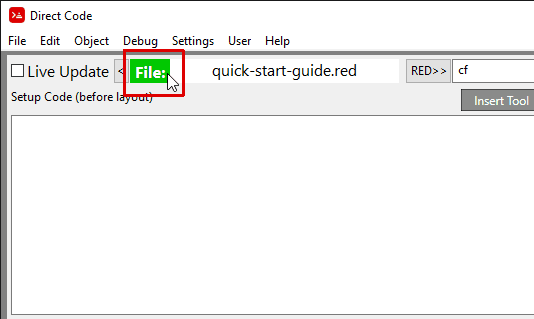 Direct Code
File Edit Object Debug Settings User Help
Live Update < File: quick-start-guide.red RED>> cf
Setup Code (before layout) Insert Tool